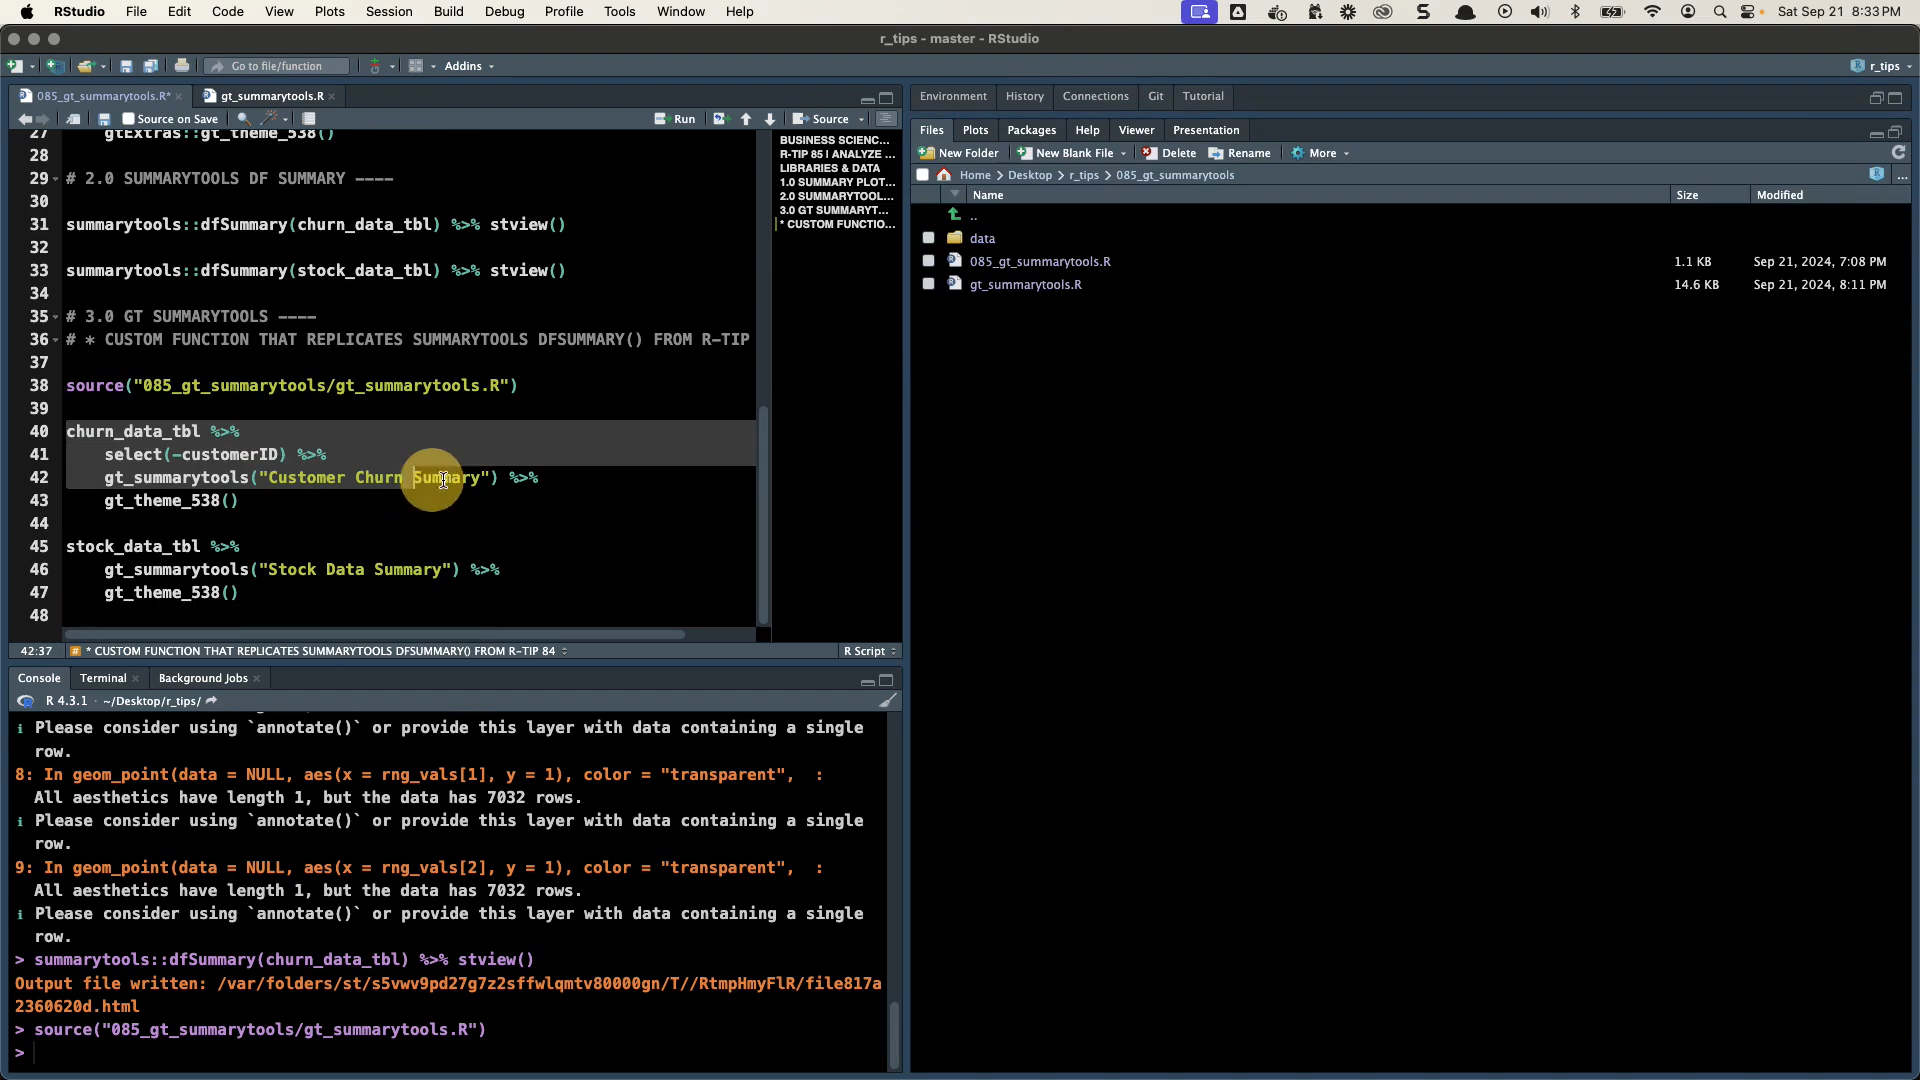 RStudio File Edit Code View Plots Session Build Debug Profile Tools Window Help Sat Sep 21 8:33 PM
r_tips - master - RStudio
Go to file/function Addins r_tips
085_gt_summarytools.R* gt_summarytools.R
Source on Save Run Source
27 gtExtras::gt_theme_538()
28
29 # 2.0 SUMMARYTOOLS DF SUMMARY ----
30
31 summarytools::dfSummary(churn_data_tbl) %>% stview()
32
33 summarytools::dfSummary(stock_data_tbl) %>% stview()
34
35 # 3.0 GT SUMMARYTOOLS ----
36 # * CUSTOM FUNCTION THAT REPLICATES SUMMARYTOOLS DFSUMMARY() FROM R-TIP
37
38 source("085_gt_summarytools/gt_summarytools.R")
39
40 churn_data_tbl %>%
41 select(-customerID) %>%
42 gt_summarytools("Customer Churn Summary") %>%
43 gt_theme_538()
44
45 stock_data_tbl %>%
46 gt_summarytools("Stock Data Summary") %>%
47 gt_theme_538()
48
BUSINESS SCIENC...
R-TIP 85 | ANALYZE ...
LIBRARIES & DATA
1.0 SUMMARY PLOT...
2.0 SUMMARYTOOL...
3.0 GT SUMMARYT...
* CUSTOM FUNCTIO...
42:37 # * CUSTOM FUNCTION THAT REPLICATES SUMMARYTOOLS DFSUMMARY() FROM R-TIP 84 R Script
Console Terminal Background Jobs
R 4.3.1 · ~/Desktop/r_tips/
i Please consider using `annotate()` or provide this layer with data containing a single
row.
8: In geom_point(data = NULL, aes(x = rng_vals[1], y = 1), color = "transparent", :
All aesthetics have length 1, but the data has 7032 rows.
i Please consider using `annotate()` or provide this layer with data containing a single
row.
9: In geom_point(data = NULL, aes(x = rng_vals[2], y = 1), color = "transparent", :
All aesthetics have length 1, but the data has 7032 rows.
i Please consider using `annotate()` or provide this layer with data containing a single
row.
> summarytools::dfSummary(churn_data_tbl) %>% stview()
Output file written: /var/folders/st/s5vwv9pd27g7z2sffwlqmtv80000gn/T//RtmpHmyFlR/file817a
2360620d.html
> source("085_gt_summarytools/gt_summarytools.R")
>
Environment History Connections Git Tutorial
Files Plots Packages Help Viewer Presentation
New Folder New Blank File Delete Rename More
Home > Desktop > r_tips > 085_gt_summarytools ...
Name Size Modified
..
data
085_gt_summarytools.R 1.1 KB Sep 21, 2024, 7:08 PM
gt_summarytools.R 14.6 KB Sep 21, 2024, 8:11 PM